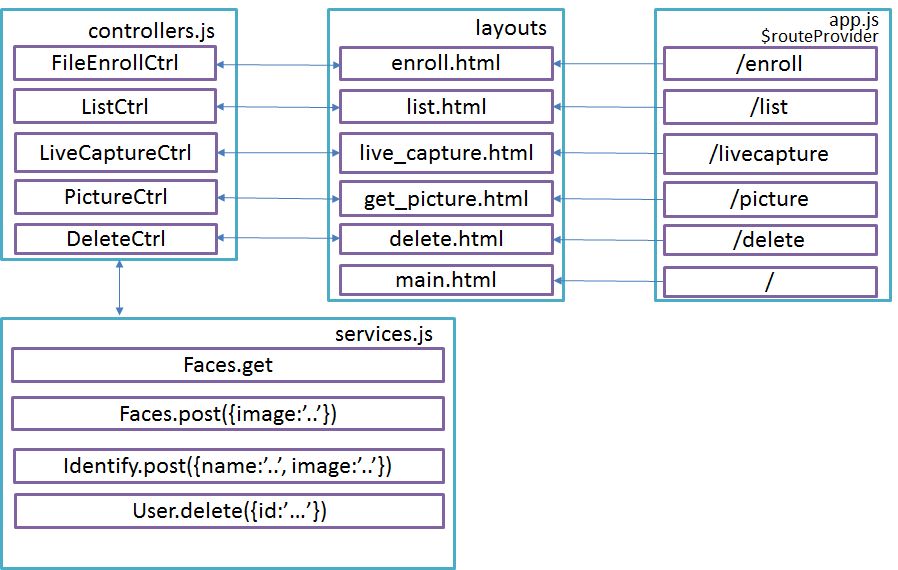 controllers.js
FileEnrollCtrl
ListCtrl
LiveCaptureCtrl
PictureCtrl
DeleteCtrl
layouts
enroll.html
list.html
live_capture.html
get_picture.html
delete.html
main.html
app.js
$routeProvider
/enroll
/list
/livecapture
/picture
/delete
/
services.js
Faces.get
Faces.post({image:’..’})
Identify.post({name:’..’, image:’..’})
User.delete({id:’...’})